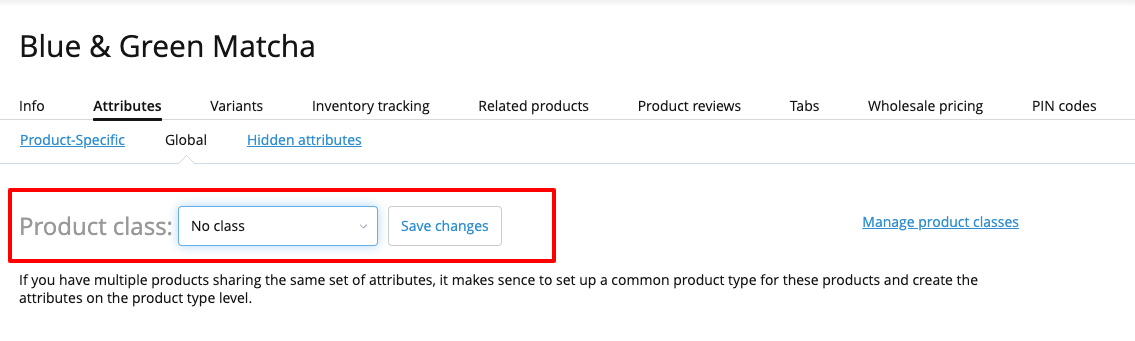 Blue & Green Matcha
Info Attributes Variants Inventory tracking Related products Product reviews Tabs Wholesale pricing PIN codes
Product-Specific Global Hidden attributes
Product class: No class Save changes Manage product classes
If you have multiple products sharing the same set of attributes, it makes sence to set up a common product type for these products and create the
attributes on the product type level.